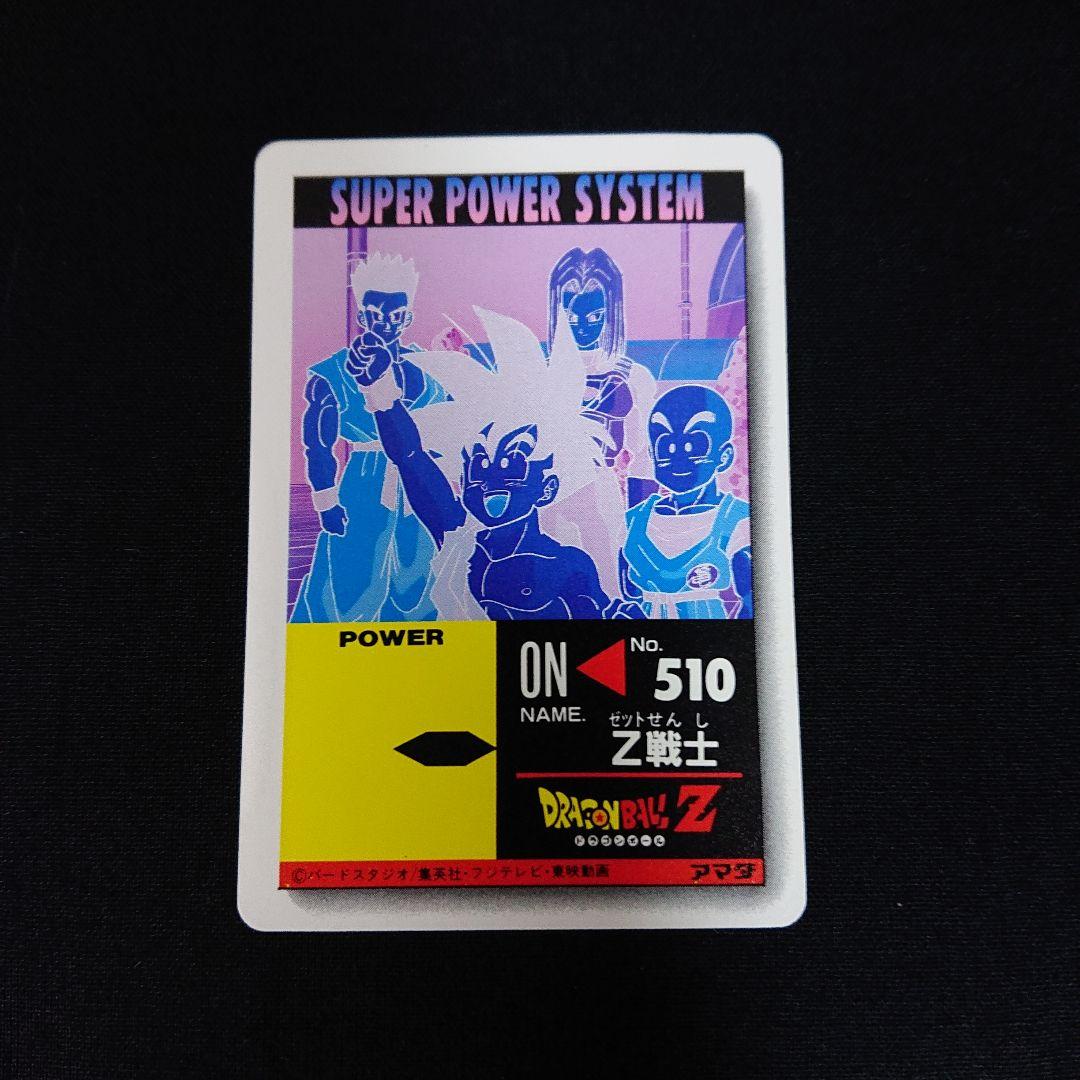 SUPER POWER SYSTEM
POWER
ON
No.
510
NAME.
ゼットせんし
Z戦士
DRAGON BALL Z
ドラゴンボール
©バードスタジオ/集英社・フジテレビ・東映動画
アマダ